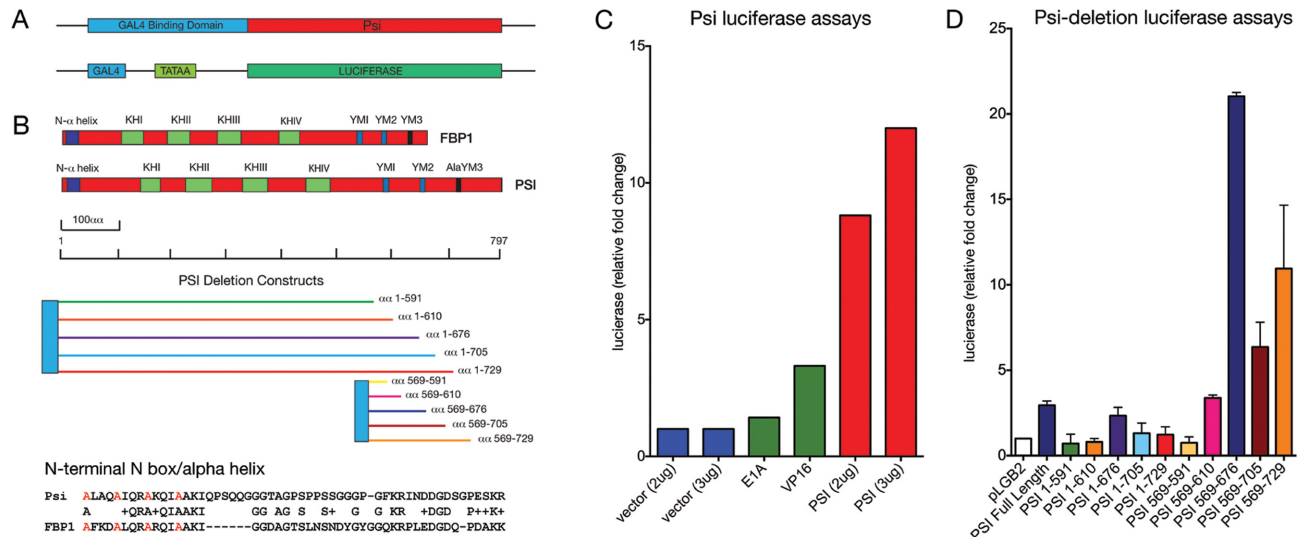 A
GAL4 Binding Domain
Psi
GAL4
TATAA
LUCIFERASE
B
N-α helix
KHI
KHII
KHIII
KHIV
YMI
YM2
YM3
FBP1
N-α helix
KHI
KHII
KHIII
KHIV
YMI
YM2
AlaYM3
PSI
100αα
1
797
PSI Deletion Constructs
αα 1-591
αα 1-610
αα 1-676
αα 1-705
αα 1-729
αα 569-591
αα 569-610
αα 569-676
αα 569-705
αα 569-729
N-terminal N box/alpha helix
Psi ALAQAIQRAKQIAAKIQPSQQGGGTAGPSPPSSGGGP-GFKRINDDGDSGPESKR
A +QRA+QIAAKI GG AG S S+ G G KR +DGD P++K+
FBP1 AFKDALQRARQIAAKI------GGDAGTSLNSNDYGYGGQKRPLEDGDQ-PDAKK
C
Psi luciferase assays
lucierase (relative fold change)
15
10
5
0
vector (2ug)
vector (3ug)
E1A
VP16
PSI (2ug)
PSI (3ug)
D
Psi-deletion luciferase assays
lucierase (relative fold change)
25
20
15
10
5
0
pLGB2
PSI Full Length
PSI 1-591
PSI 1-610
PSI 1-676
PSI 1-705
PSI 1-729
PSI 569-591
PSI 569-610
PSI 569-676
PSI 569-705
PSI 569-729